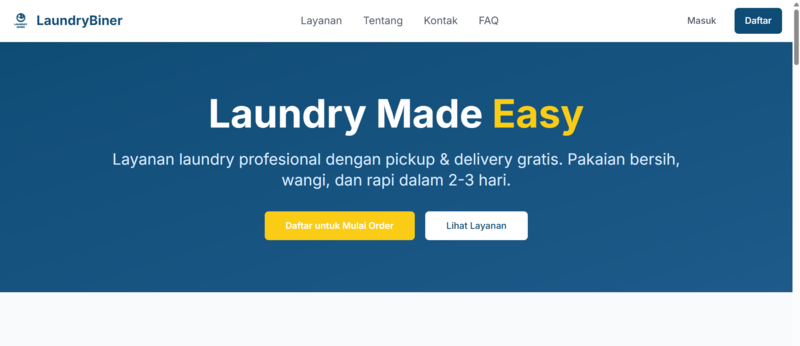 LaundryBiner
Layanan
Tentang
Kontak
FAQ
Masuk
Daftar
Laundry Made Easy
Layanan laundry profesional dengan pickup & delivery gratis. Pakaian bersih,
wangi, dan rapi dalam 2-3 hari.
Daftar untuk Mulai Order
Lihat Layanan